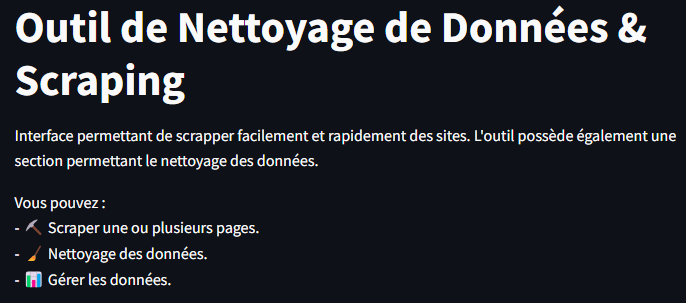 Outil de Nettoyage de Données &
Scraping
Interface permettant de scrapper facilement et rapidement des sites. L'outil possède également une
section permettant le nettoyage des données.
Vous pouvez :
- ⛏️ Scraper une ou plusieurs pages.
- 🧹 Nettoyage des données.
- 📊 Gérer les données.